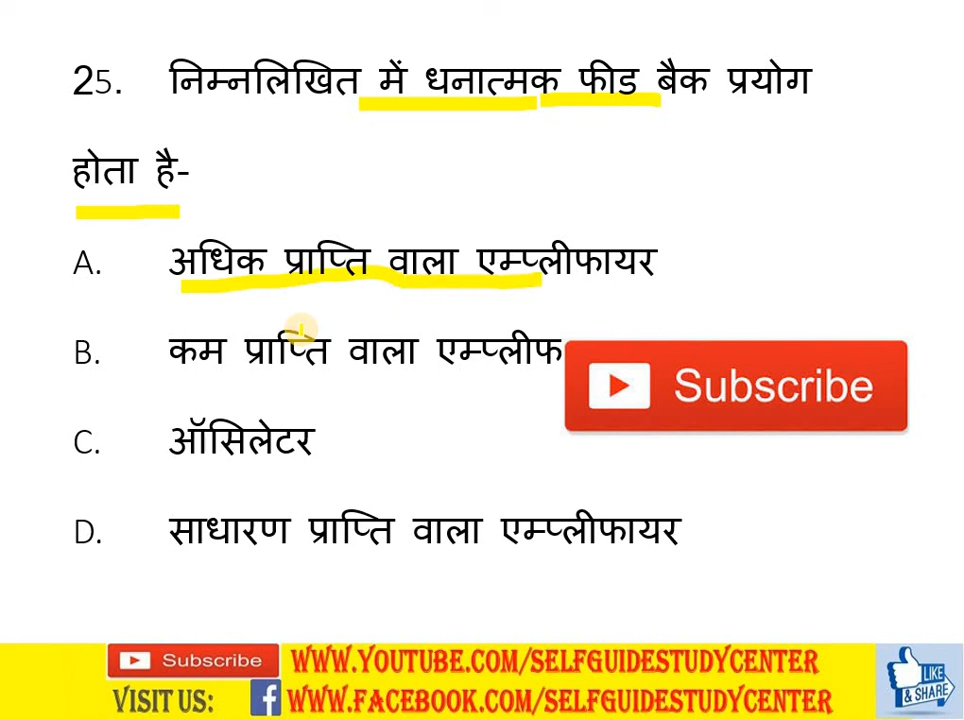 25. निम्नलिखित में धनात्मक फीड बैक प्रयोग
होता है-
A. अधिक प्राप्ति वाला एम्प्लीफायर
B. कम प्राप्ति वाला एम्प्लीफ
Subscribe
C. ऑसिलेटर
D. साधारण प्राप्ति वाला एम्प्लीफायर
Subscribe WWW.YOUTUBE.COM/SELFGUIDESTUDYCENTER
VISIT US: f WWW.FACEBOOK.COM/SELFGUIDESTUDYCENTER
LIKE
& SHARE